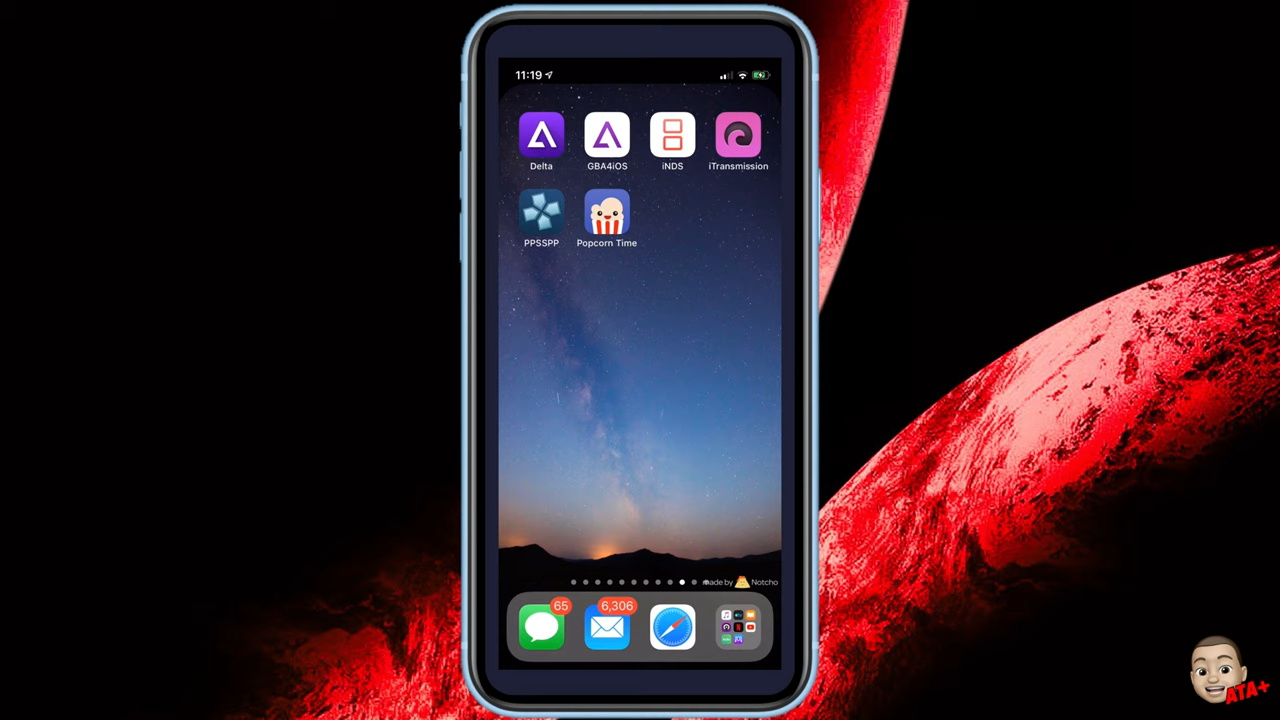 11:19
Delta
GBA4iOS
iNDS
iTransmission
PPSSPP
Popcorn Time
made by Notcho
65
6,306
ATA+